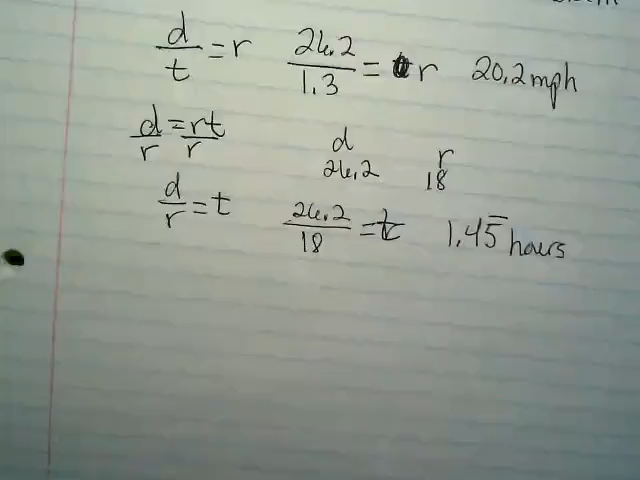 d/t = r 26.2/1.3 = r 20.2 mph
d/r = rt/r d r
26.2 18
d/r = t 26.2/18 = t 1.45̅ hours